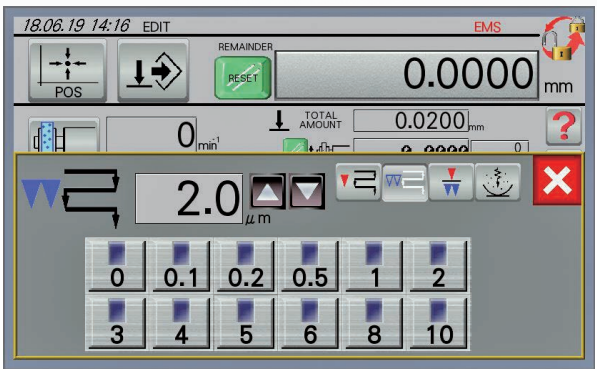 18.06.19 14:16 EDIT EMS
REMAINDER
POS RESET 0.0000 mm
TOTAL
AMOUNT 0.0200 mm ?
0 min⁻¹
0
2.0 μm
0 0.1 0.2 0.5 1 2
3 4 5 6 8 10